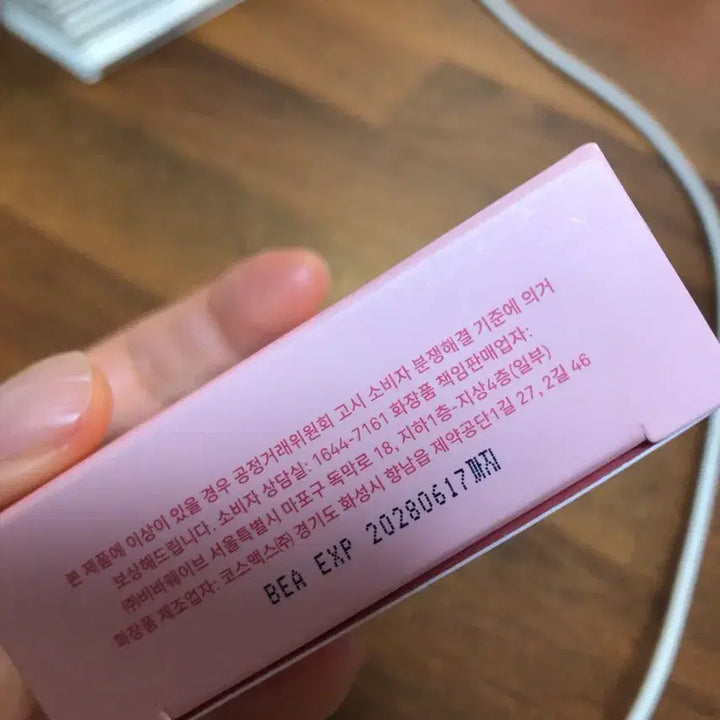 본 제품에 이상이 있을 경우 공정거래위원회 고시 소비자 분쟁해결 기준에 의거
보상해드립니다. 소비자 상담실: 1644-7161 화장품 책임판매업자:
㈜비바웨이브 서울특별시 마포구 독막로 18, 지하1층-지상4층(일부)
화장품 제조업자: 코스맥스㈜ 경기도 화성시 향남읍 제약공단1길 27, 2길 46
BEA EXP 20280617까지